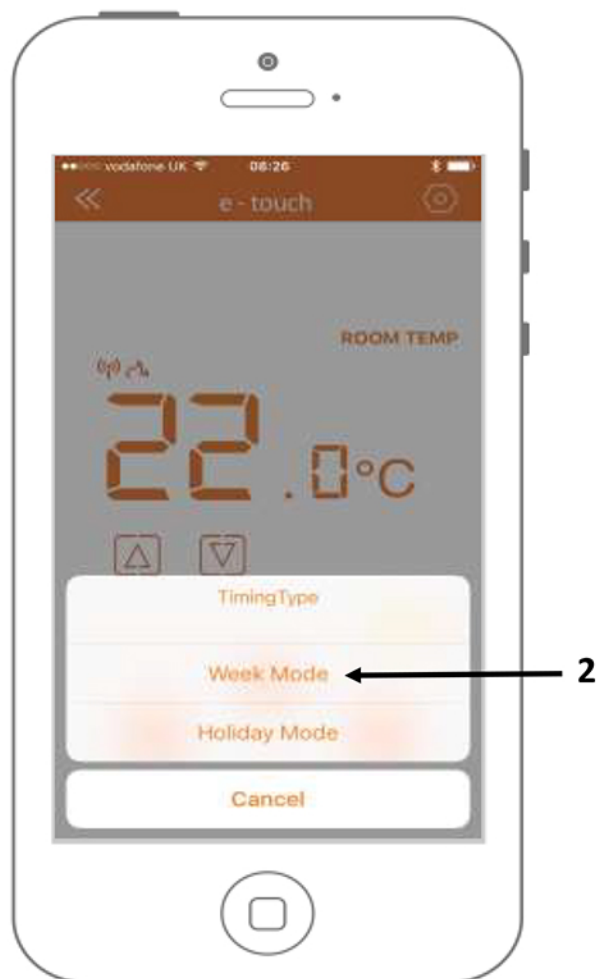 vodafone UK 08:26
e - touch
ROOM TEMP
22.0°C
TimingType
Week Mode
2
Holiday Mode
Cancel